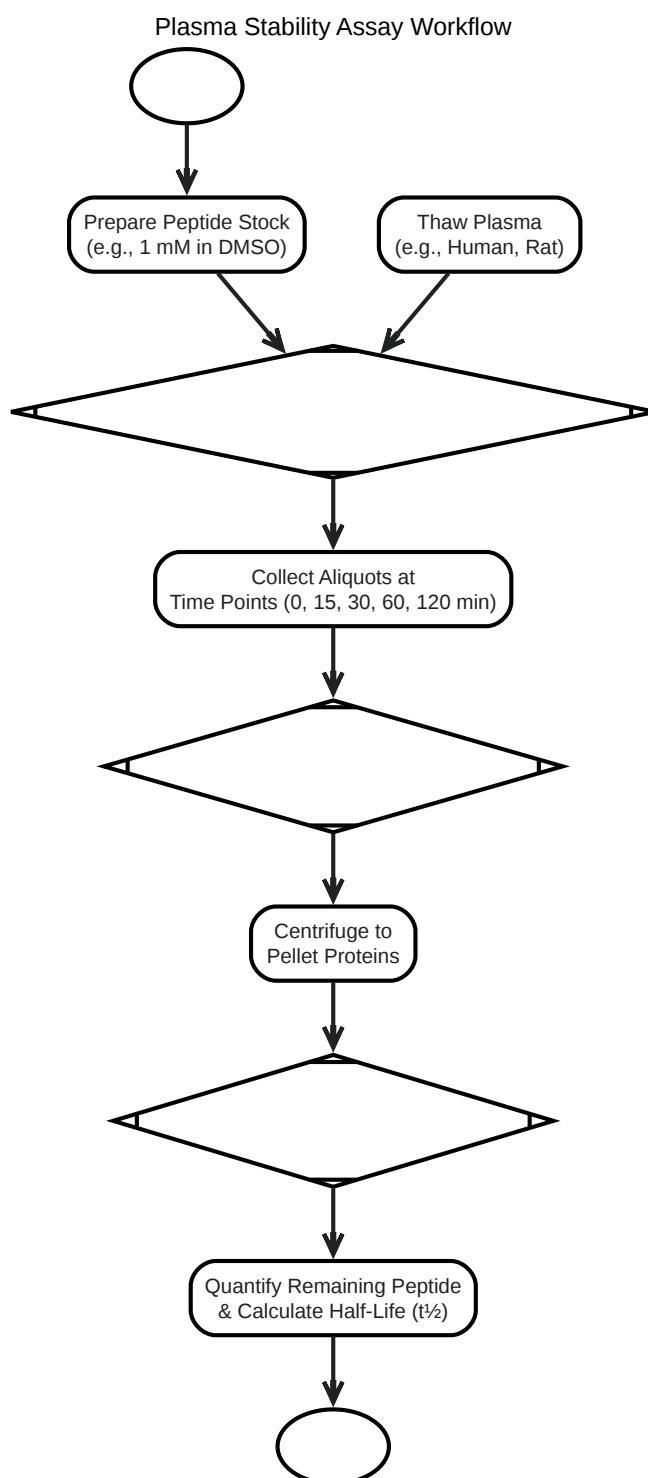 Plasma Stability Assay Workflow
Prepare Peptide Stock
(e.g., 1 mM in DMSO)
Thaw Plasma
(e.g., Human, Rat)
Collect Aliquots at
Time Points (0, 15, 30, 60, 120 min)
Centrifuge to
Pellet Proteins
Quantify Remaining Peptide
& Calculate Half-Life (t½)